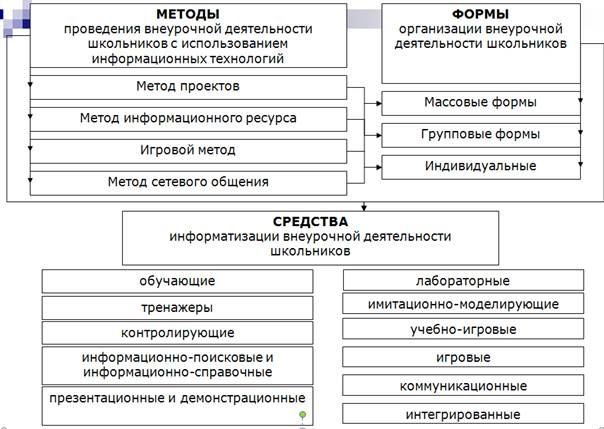 МЕТОДЫ
проведения внеурочной деятельности
школьников с использованием
информационных технологий
Метод проектов
Метод информационного ресурса
Игровой метод
Метод сетевого общения
ФОРМЫ
организации внеурочной
деятельности школьников
Массовые формы
Групповые формы
Индивидуальные
СРЕДСТВА
информатизации внеурочной деятельности
школьников
обучающие
тренажеры
контролирующие
информационно-поисковые и
информационно-справочные
презентационные и демонстрационные
лабораторные
имитационно-моделирующие
учебно-игровые
игровые
коммуникационные
интегрированные